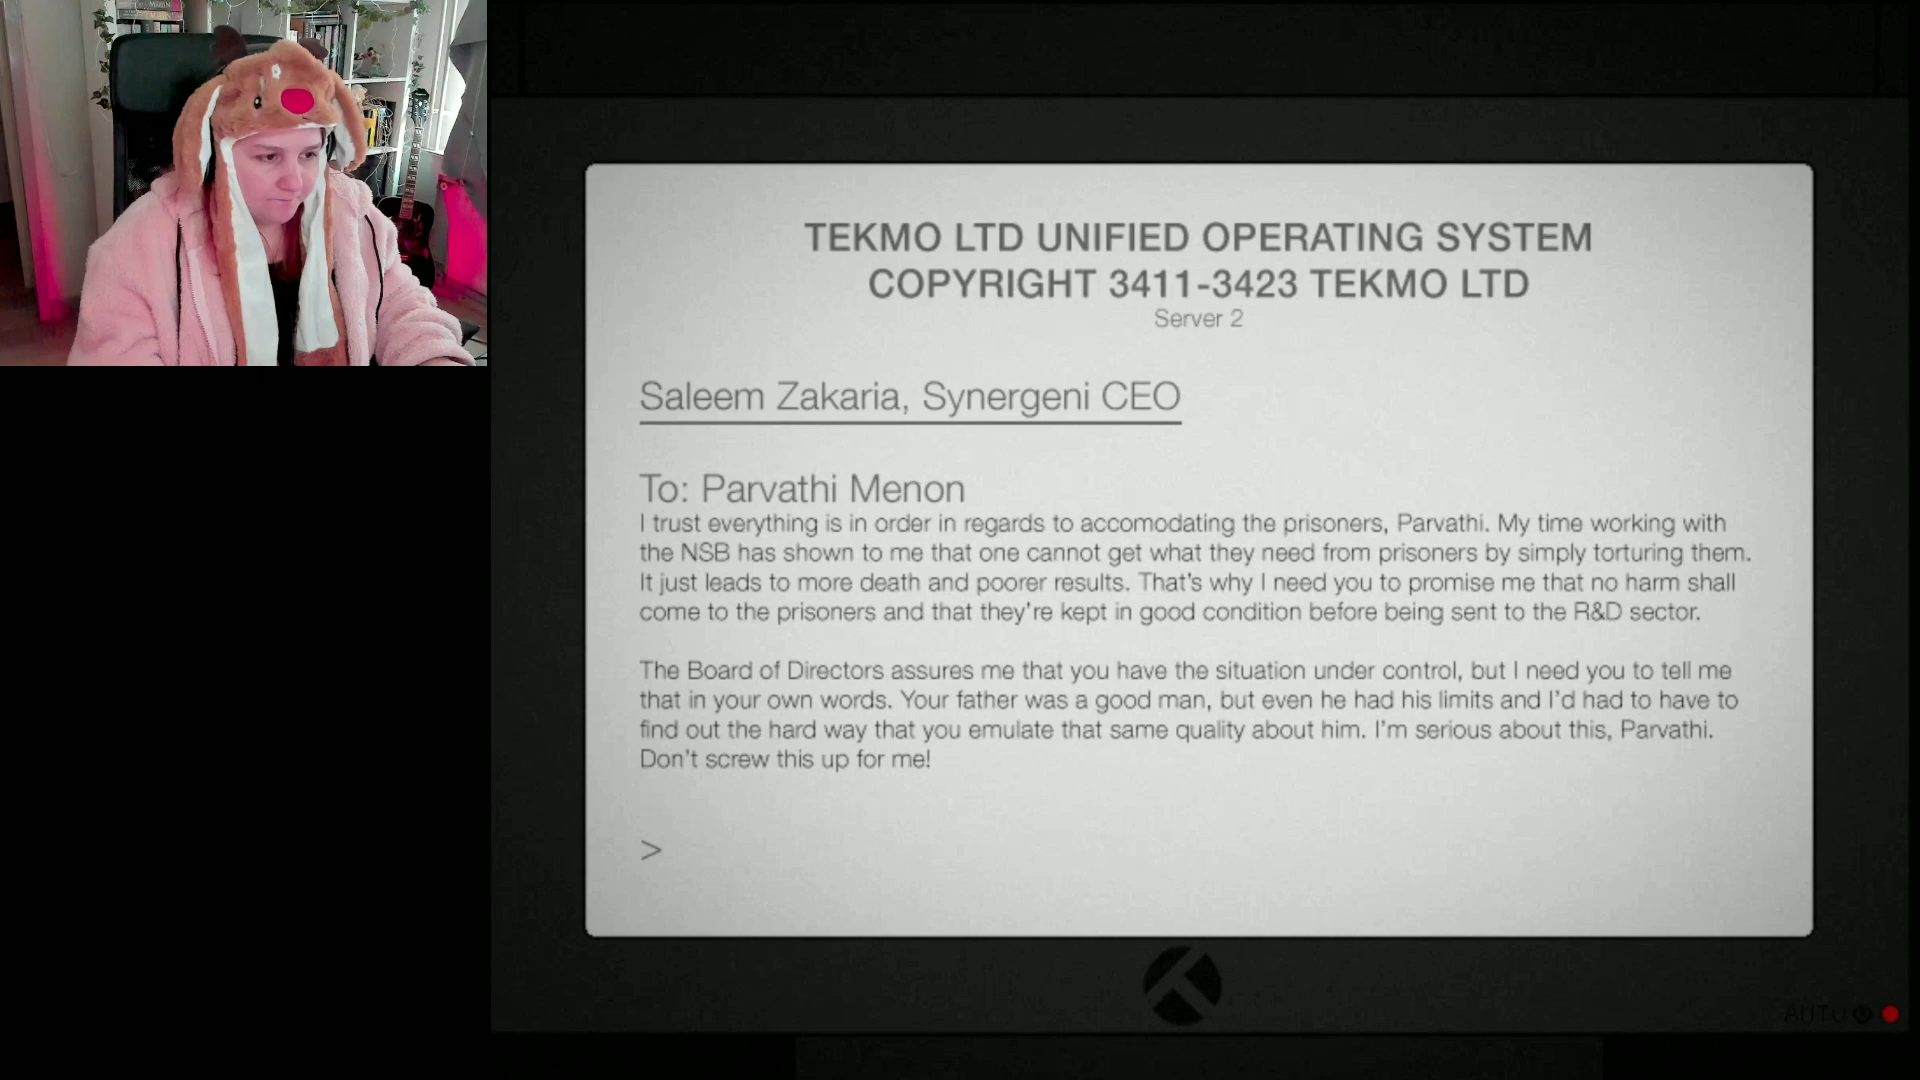 TEKMO LTD UNIFIED OPERATING SYSTEM
COPYRIGHT 3411-3423 TEKMO LTD
Server 2
Saleem Zakaria, Synergeni CEO
To: Parvathi Menon
I trust everything is in order in regards to accomodating the prisoners, Parvathi. My time working with
the NSB has shown to me that one cannot get what they need from prisoners by simply torturing them.
It just leads to more death and poorer results. That's why I need you to promise me that no harm shall
come to the prisoners and that they're kept in good condition before being sent to the R&D sector.
The Board of Directors assures me that you have the situation under control, but I need you to tell me
that in your own words. Your father was a good man, but even he had his limits and I'd had to have to
find out the hard way that you emulate that same quality about him. I'm serious about this, Parvathi.
Don't screw this up for me!
>
AUTO